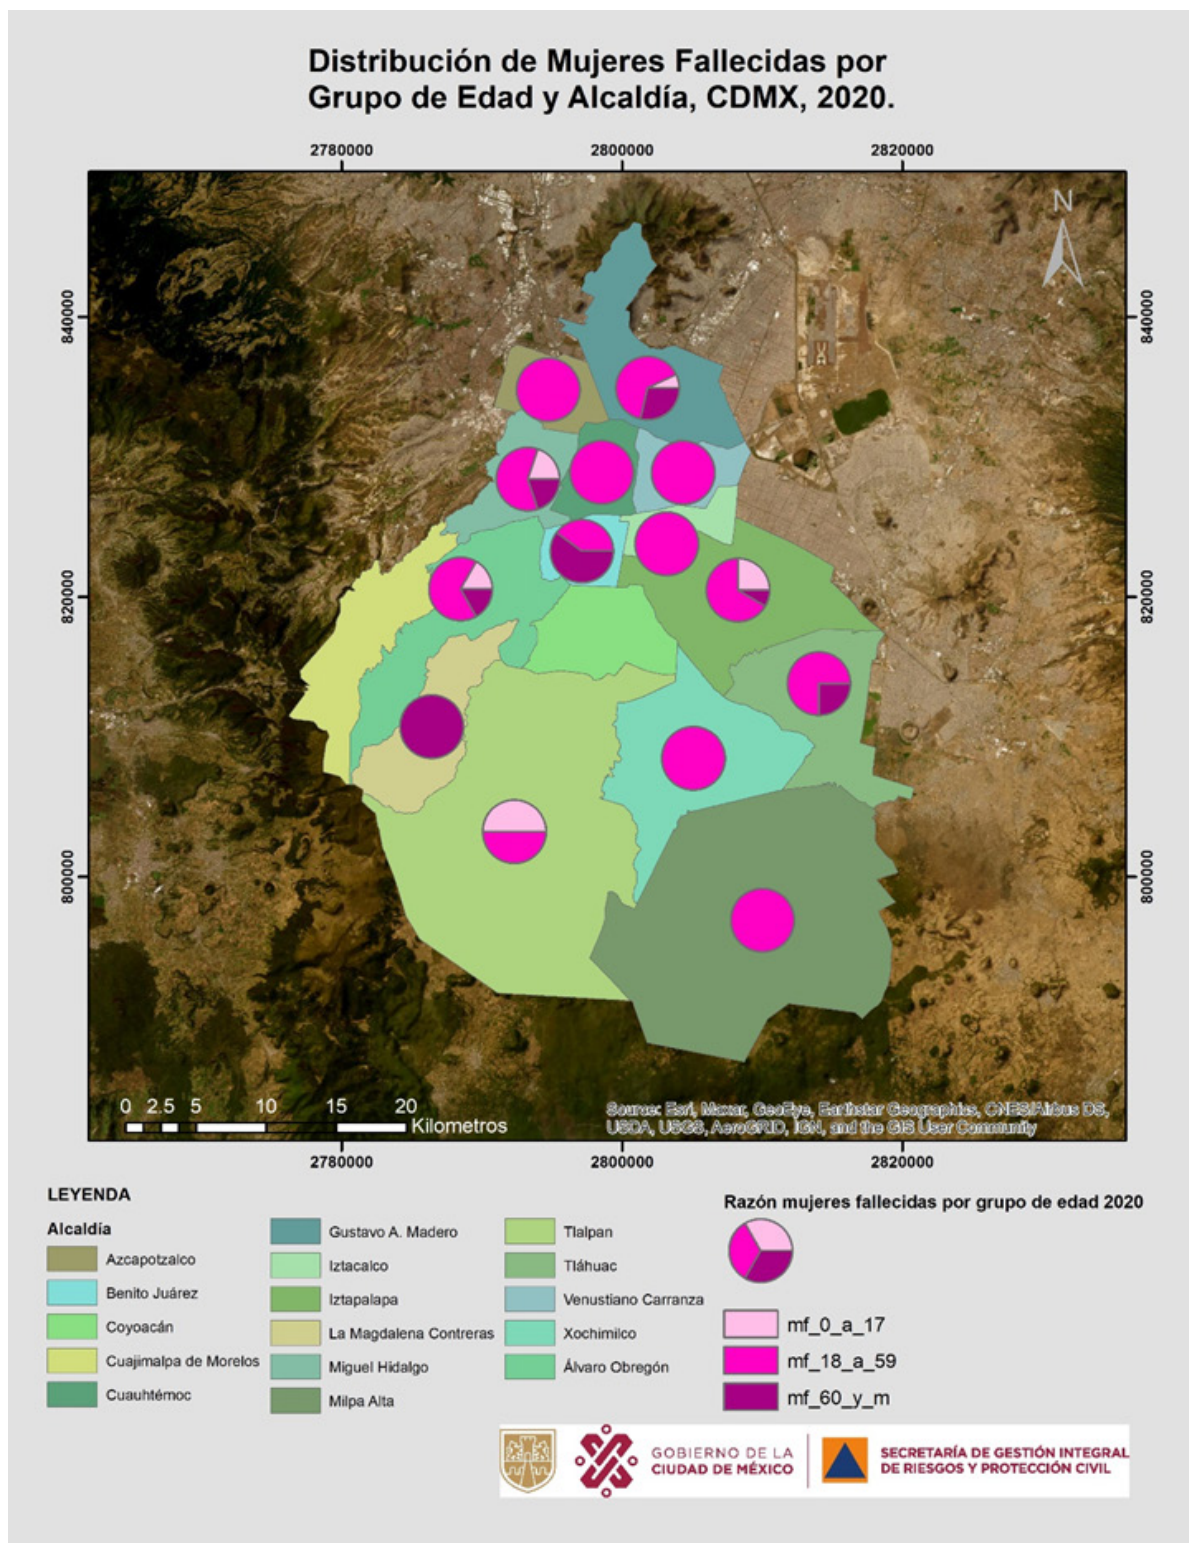 Distribución de Mujeres Fallecidas por
Grupo de Edad y Alcaldía, CDMX, 2020.
2780000 2800000 2820000
N
840000 840000
820000 820000
800000 800000
0 2.5 5 10 15 20
Kilometros
Source: Esri, Maxar, GeoEye, Earthstar Geographics, CNES/Airbus DS,
USDA, USGS, AeroGRID, IGN, and the GIS User Community
2780000 2800000 2820000
LEYENDA
Alcaldía
Azcapotzalco
Benito Juárez
Coyoacán
Cuajimalpa de Morelos
Cuauhtémoc
Gustavo A. Madero
Iztacalco
Iztapalapa
La Magdalena Contreras
Miguel Hidalgo
Milpa Alta
Tlalpan
Tláhuac
Venustiano Carranza
Xochimilco
Álvaro Obregón
Razón mujeres fallecidas por grupo de edad 2020
mf_0_a_17
mf_18_a_59
mf_60_y_m
GOBIERNO DE LA
CIUDAD DE MÉXICO
SECRETARÍA DE GESTIÓN INTEGRAL
DE RIESGOS Y PROTECCIÓN CIVIL